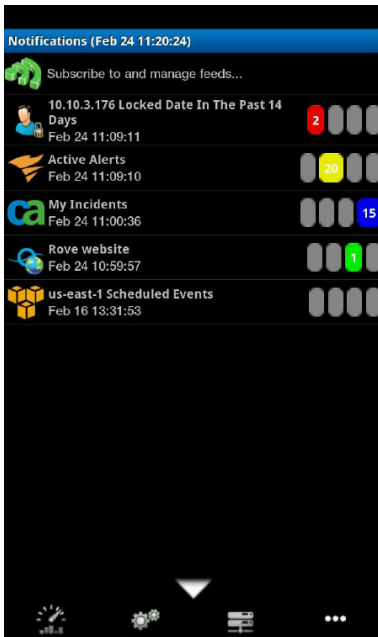 Notifications (Feb 24 11:20:24)
Subscribe to and manage feeds...
10.10.3.176 Locked Date In The Past 14
Days
Feb 24 11:09:11
2
Active Alerts
Feb 24 11:09:10
20
ca
My Incidents
Feb 24 11:00:36
15
Rove website
Feb 24 10:59:57
1
us-east-1 Scheduled Events
Feb 16 13:31:53